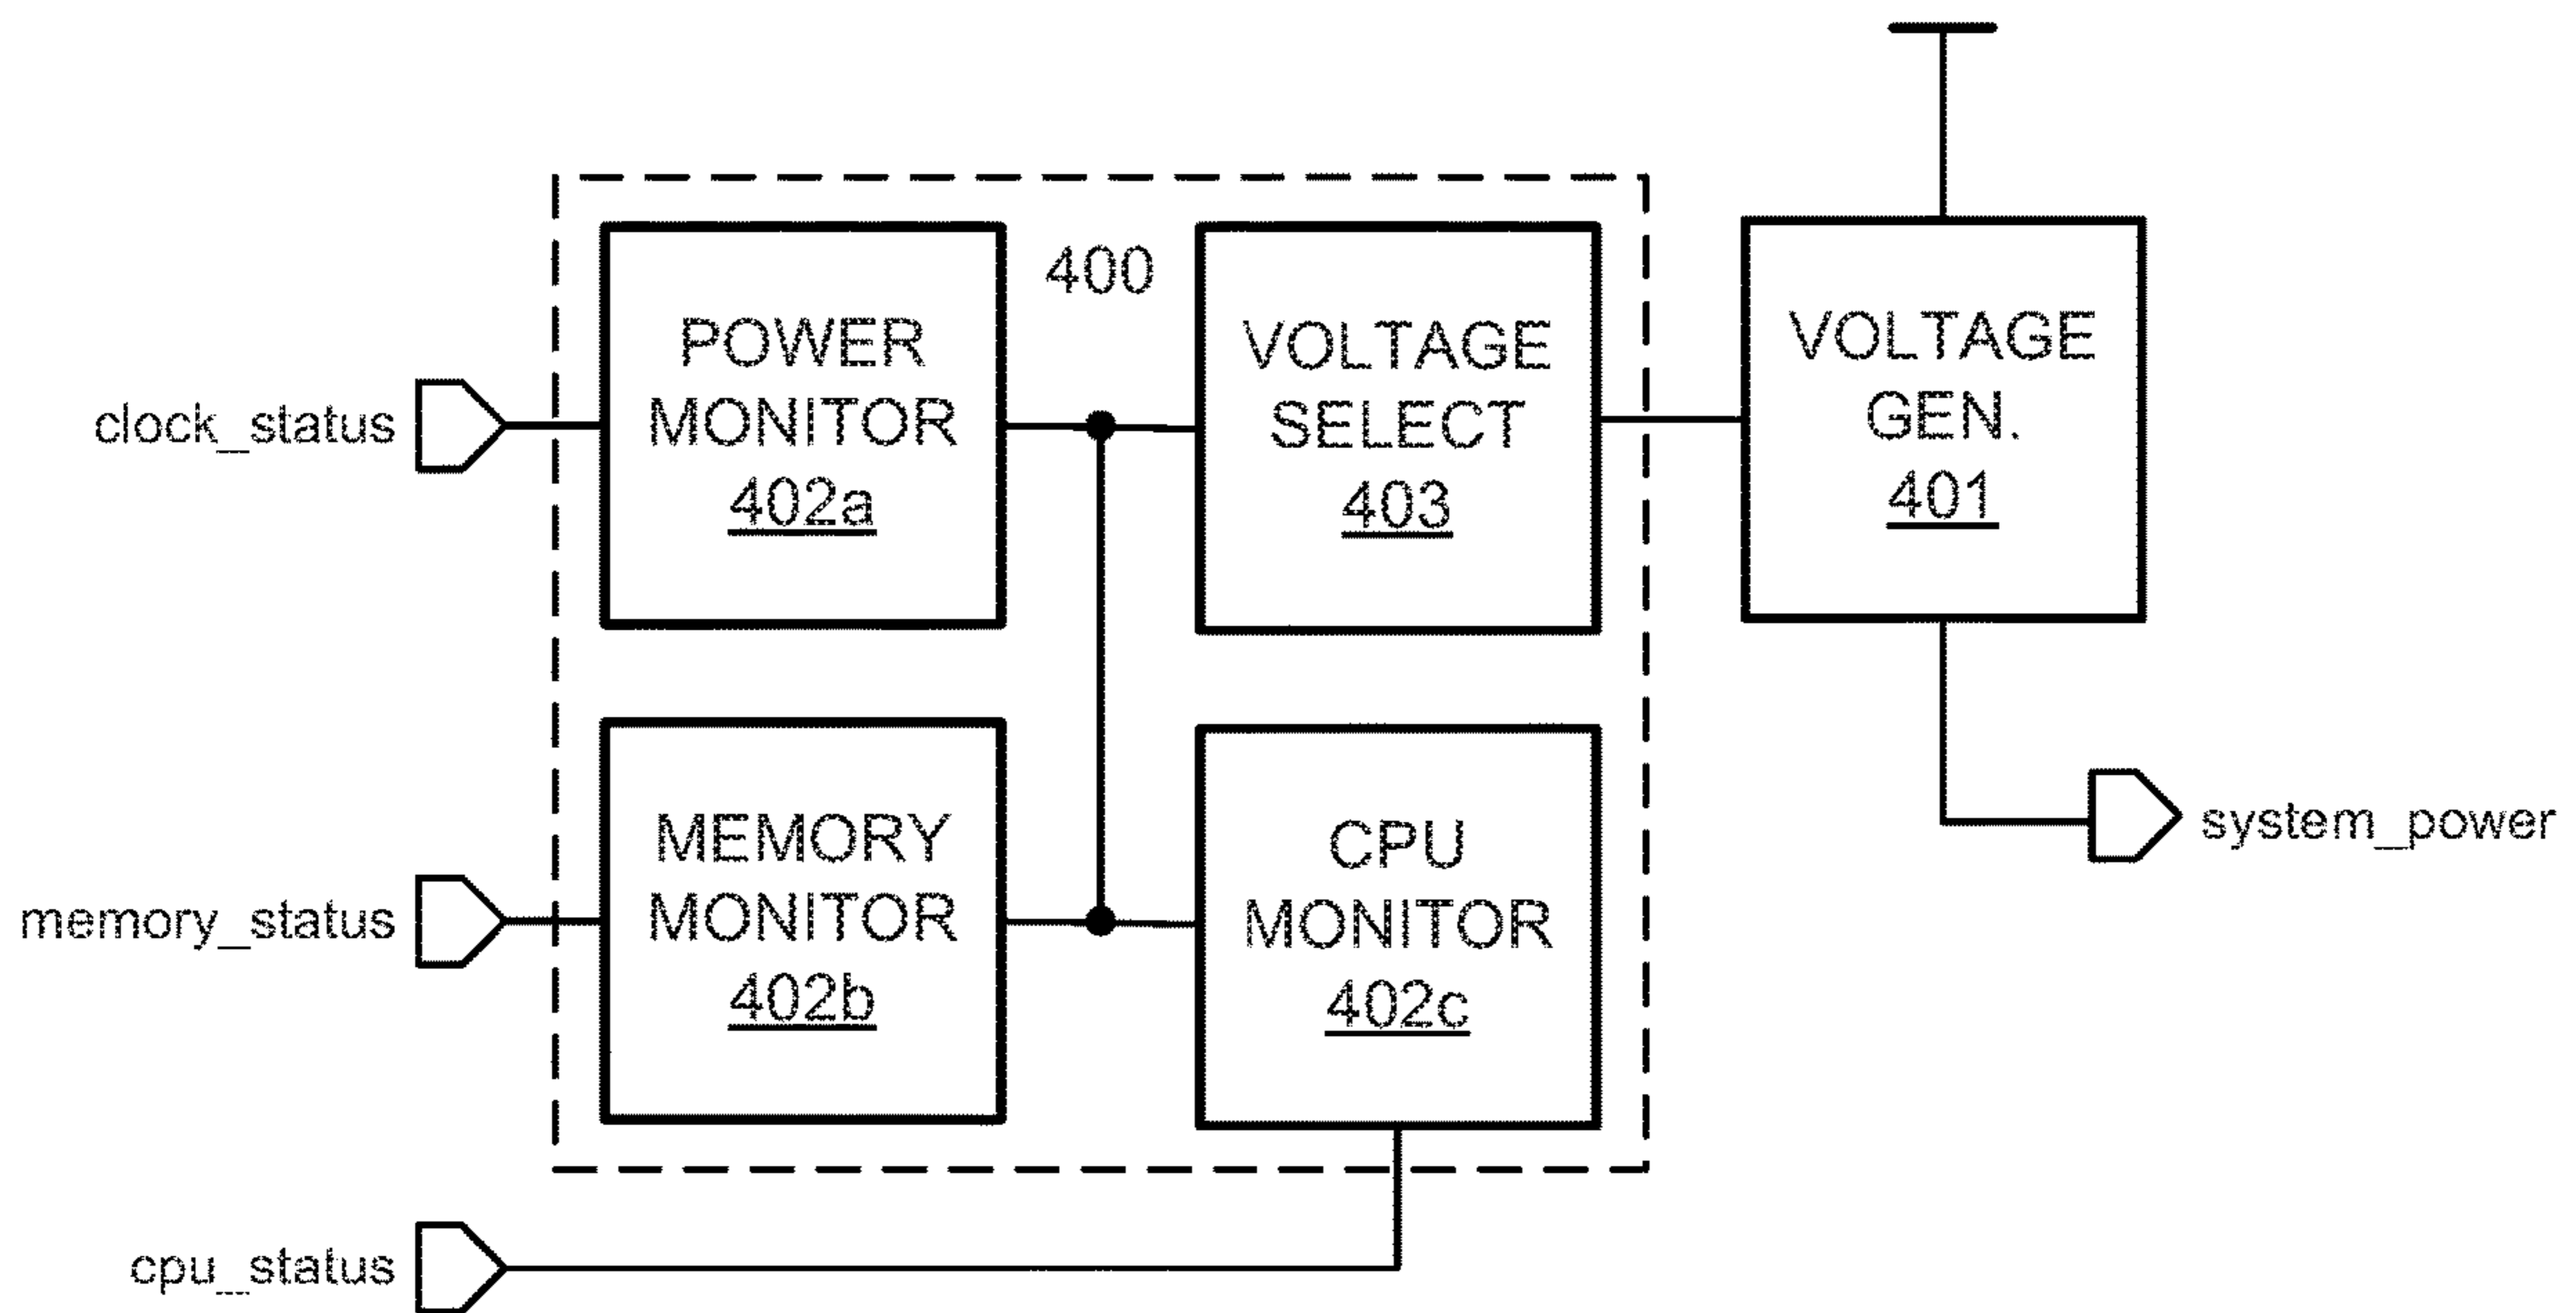 400
POWER
MONITOR
402a
VOLTAGE
SELECT
403
VOLTAGE
GEN.
401
clock_status
MEMORY
MONITOR
402b
CPU
MONITOR
402c
system_power
memory_status
cpu_status